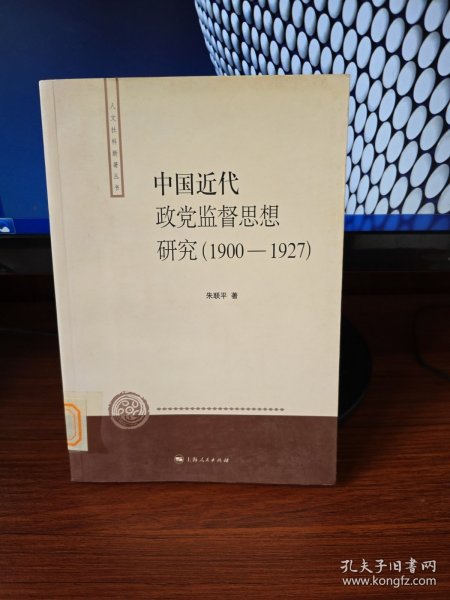 人文社科新著丛书
中国近代
政党监督思想
研究(1900—1927)
朱联平 著
上海人民出版社
孔夫子旧书网
www.kongfz.com